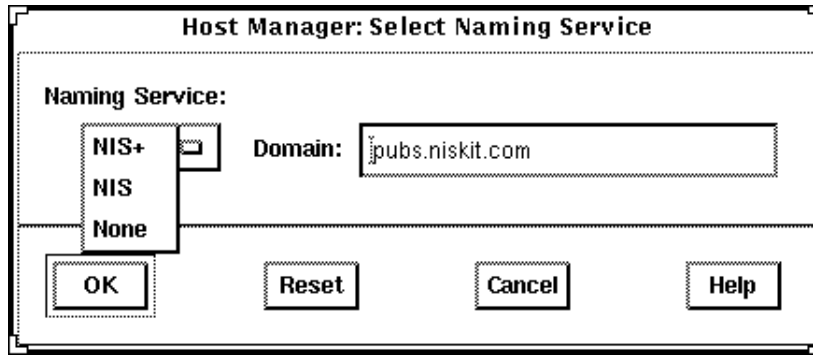 Host Manager: Select Naming Service
Naming Service:
NIS+
Domain: pubs.niskit.com
NIS
None
OK Reset Cancel Help